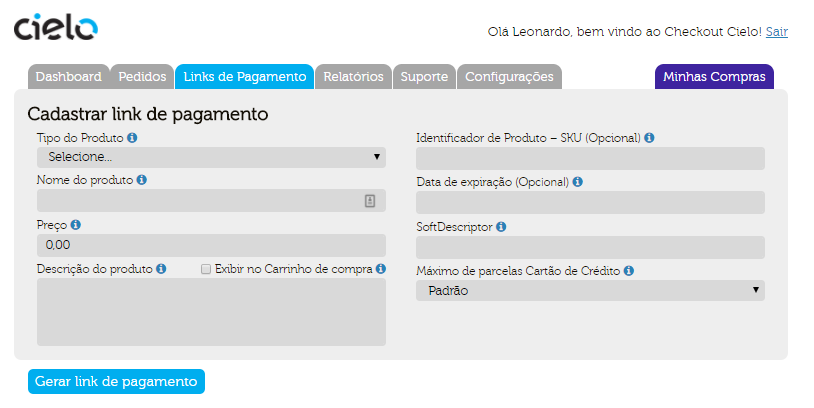 cielo
Olá Leonardo, bem vindo ao Checkout Cielo! Sair
Dashboard Pedidos Links de Pagamento Relatórios Suporte Configurações Minhas Compras
Cadastrar link de pagamento
Tipo do Produto
Selecione...
Nome do produto
Preço
0,00
Descrição do produto Exibir no Carrinho de compra
Identificador de Produto – SKU (Opcional)
Data de expiração (Opcional)
SoftDescriptor
Máximo de parcelas Cartão de Crédito
Padrão
Gerar link de pagamento